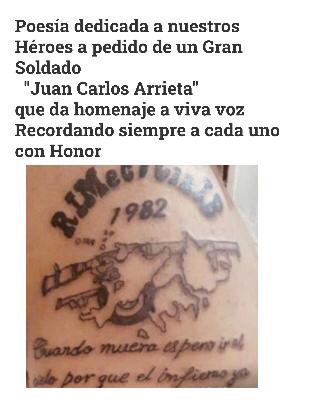 Poesía dedicada a nuestros
Héroes a pedido de un Gran
Soldado
"Juan Carlos Arrieta"
que da homenaje a viva voz
Recordando siempre a cada uno
con Honor
1982
Cuando muera espero ir al
cielo por que el infierno ya